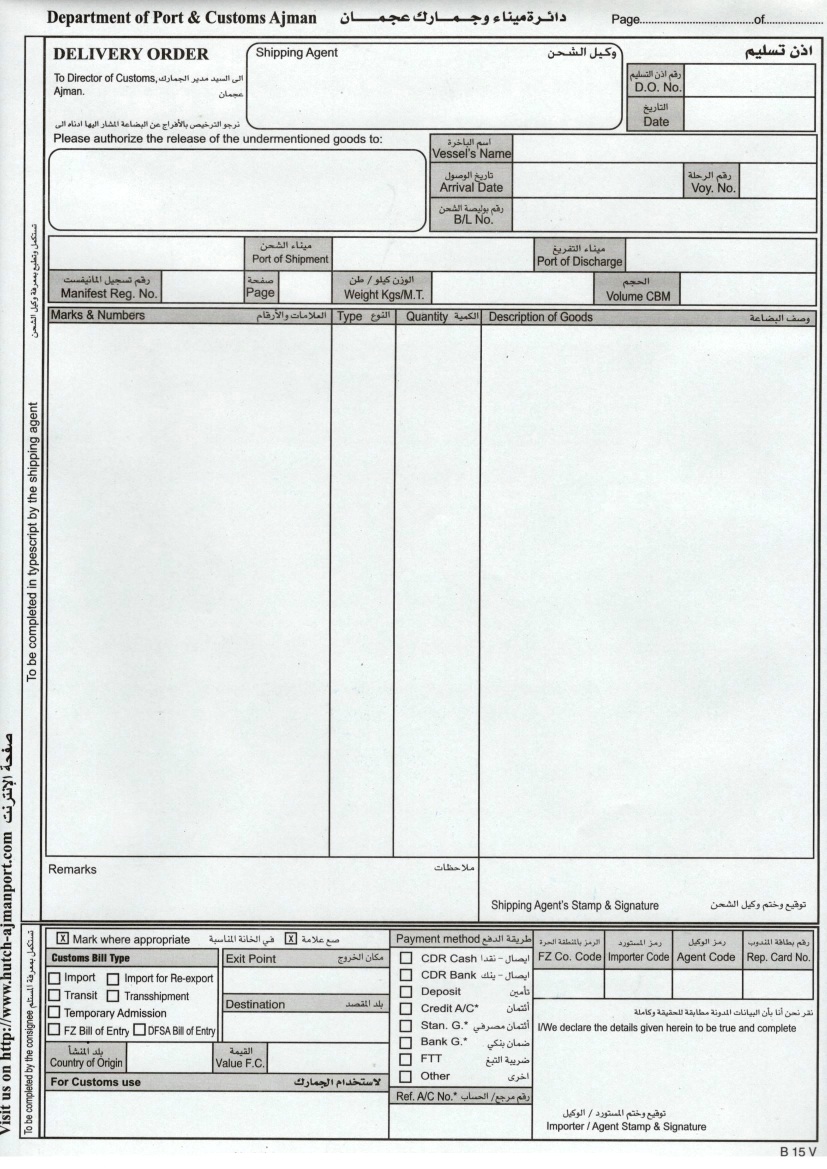 Department of Port & Customs Ajman دائرة ميناء وجمارك عجمان Page..............................of................
DELIVERY ORDER
Shipping Agent وكيل الشحن
اذن تسليم
To Director of Customs, الى السيد مدير الجمارك،
Ajman. عجمان
رقم اذن التسليم
D.O. No.
التاريخ
Date
نرجو الترخيص بالأفراج عن البضاعة المشار اليها ادناه الى
Please authorize the release of the undermentioned goods to:
اسم الباخرة
Vessel's Name
تاريخ الوصول
Arrival Date
رقم الرحلة
Voy. No.
رقم بوليصة الشحن
B/L No.
ميناء الشحن
Port of Shipment
ميناء التفريغ
Port of Discharge
رقم تسجيل المانيفست
Manifest Reg. No.
صفحة
Page
الوزن كيلو / طن
Weight Kgs/M.T.
الحجم
Volume CBM
Marks & Numbers العلامات والأرقام
Type النوع
Quantity الكمية
Description of Goods وصف البضاعة
تستكمل وتطبع بمعرفة وكيل الشحن
To be completed in typescript by the shipping agent
Remarks ملاحظات
Shipping Agent's Stamp & Signature توقيع وختم وكيل الشحن
Visit us on http://www.hutch-ajmanport.com صفحة الإنترنت
تستكمل بمعرفة المستلم
To be completed by the consignee
X Mark where appropriate ضع علامة X في الخانة المناسبة
Customs Bill Type
Import Import for Re-export
Transit Transshipment
Temporary Admission
FZ Bill of Entry DFSA Bill of Entry
Exit Point مكان الخروج
Destination بلد المقصد
بلد المنشأ
Country of Origin
القيمة
Value F.C.
For Customs use لاستخدام الجمارك
Payment method طريقة الدفع
CDR Cash ايصال - نقدا
CDR Bank ايصال - بنك
Deposit تأمين
Credit A/C* أئتمان
Stan. G.* أئتمان مصرفي
Bank G.* ضمان بنكي
FTT ضريبة التبغ
Other اخرى
Ref. A/C No.* رقم مرجع/ الحساب
الرمز بالمنطقة الحرة
FZ Co. Code
رمز المستورد
Importer Code
رمز الوكيل
Agent Code
رقم بطاقة المندوب
Rep. Card No.
نقر نحن أنا بأن البيانات المدونة مطابقة للحقيقة وكاملة
I/We declare the details given herein to be true and complete
توقيع وختم المستورد / الوكيل
Importer / Agent Stamp & Signature
B 15 V